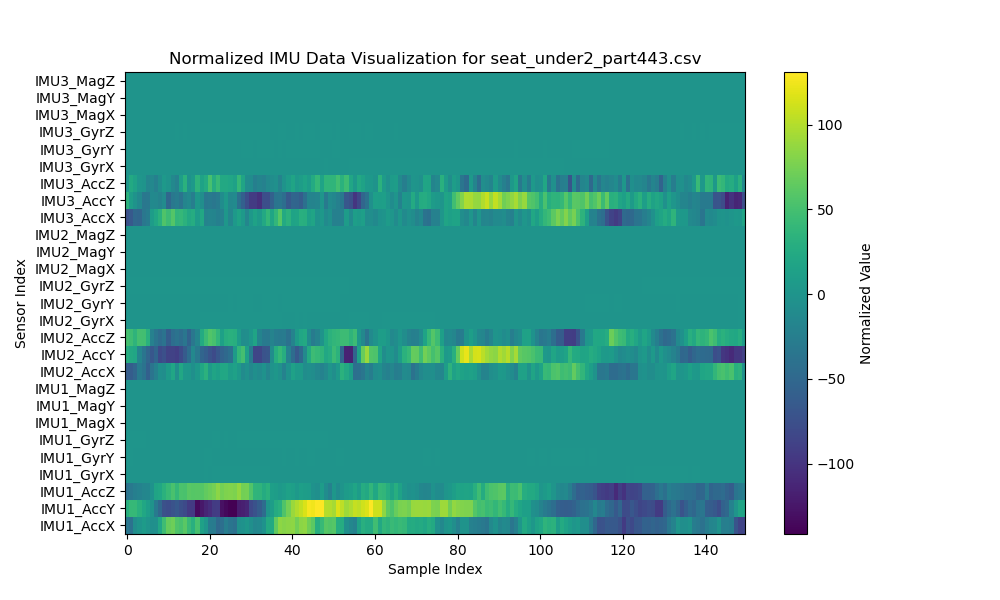 Normalized IMU Data Visualization for seat_under2_part443.csv
IMU3_MagZ
IMU3_MagY
IMU3_MagX
IMU3_GyrZ
IMU3_GyrY
IMU3_GyrX
IMU3_AccZ
IMU3_AccY
IMU3_AccX
IMU2_MagZ
IMU2_MagY
IMU2_MagX
IMU2_GyrZ
IMU2_GyrY
IMU2_GyrX
IMU2_AccZ
IMU2_AccY
IMU2_AccX
IMU1_MagZ
IMU1_MagY
IMU1_MagX
IMU1_GyrZ
IMU1_GyrY
IMU1_GyrX
IMU1_AccZ
IMU1_AccY
IMU1_AccX
Sensor Index
0 20 40 60 80 100 120 140
Sample Index
100
50
0
−50
−100
Normalized Value